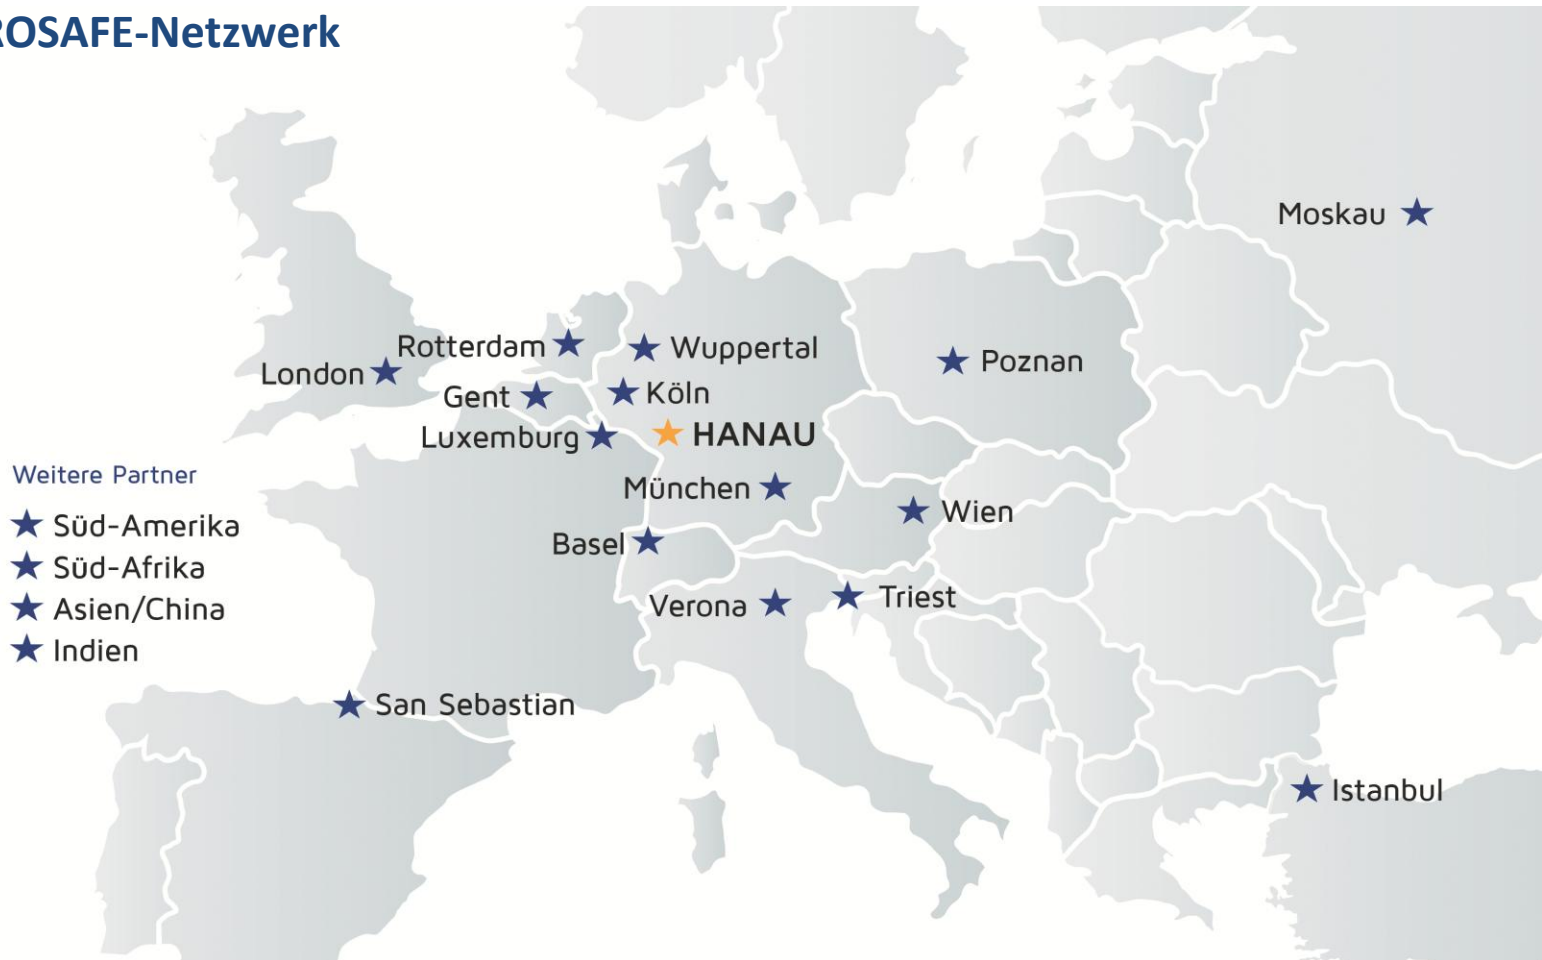 ROSAFE-Netzwerk
Moskau
Rotterdam
Wuppertal
London
Poznan
Gent
Köln
Luxemburg
HANAU
Weitere Partner
München
Süd-Amerika
Wien
Basel
Süd-Afrika
Verona
Triest
Asien/China
Indien
San Sebastian
Istanbul